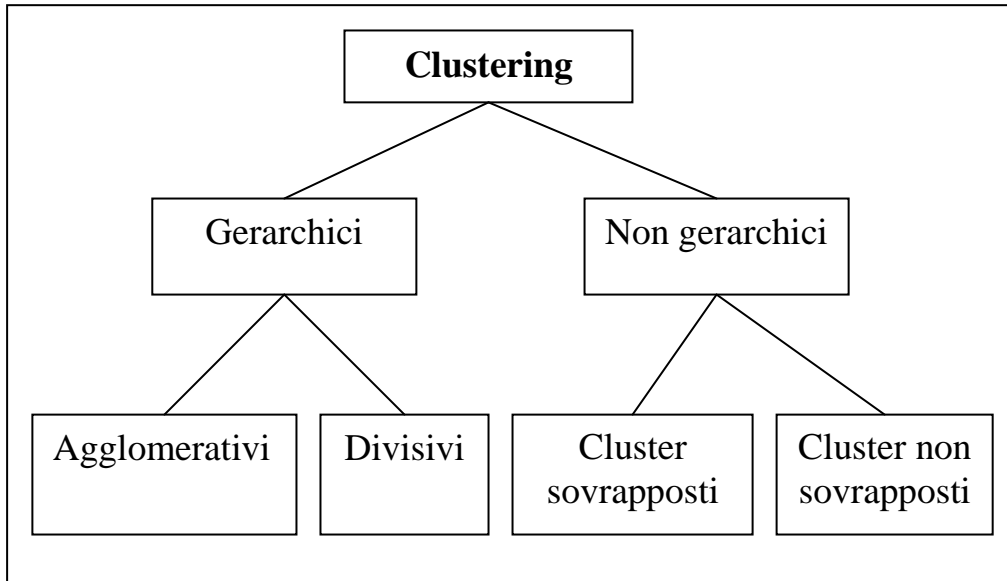 Clustering
Gerarchici
Non gerarchici
Agglomerativi
Divisivi
Cluster
sovrapposti
Cluster non
sovrapposti